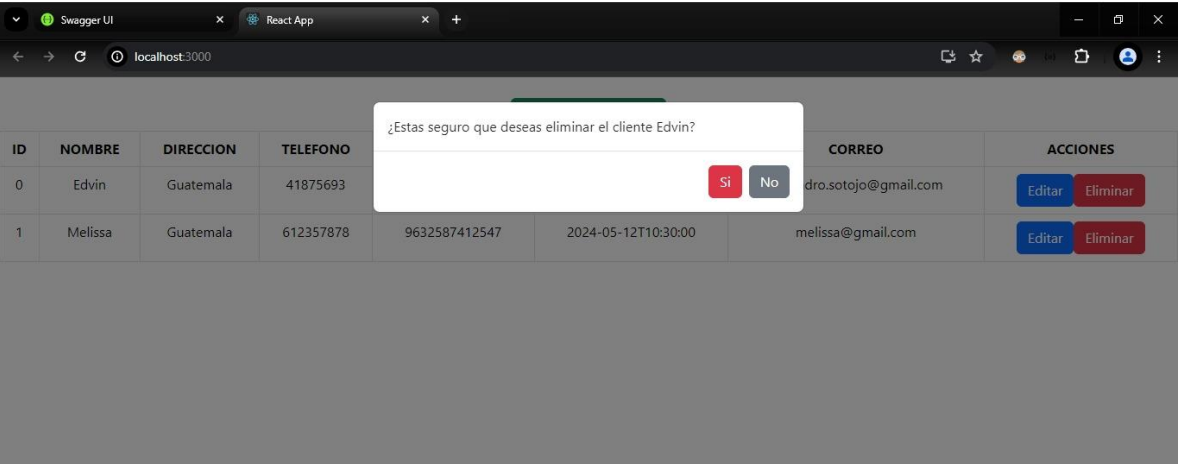 Swagger UI
React App
localhost:3000
¿Estas seguro que deseas eliminar el cliente Edvin?
Si No
ID NOMBRE DIRECCION TELEFONO CORREO ACCIONES
0 Edvin Guatemala 41875693 dro.sotojo@gmail.com Editar Eliminar
1 Melissa Guatemala 612357878 9632587412547 2024-05-12T10:30:00 melissa@gmail.com Editar Eliminar